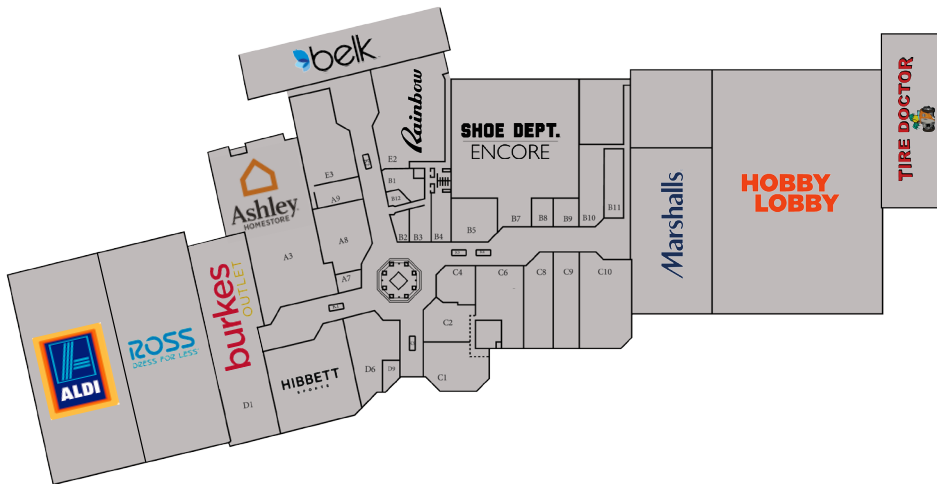 belk
Rainbow
SHOE DEPT.
ENCORE
TIRE DOCTOR
E2
E3
B1
B12
A9
Ashley
HOMESTORE
Marshalls
HOBBY
LOBBY
B2
B3
B4
B5
B7
B8
B9
B10
B11
A8
A3
A7
C4
C6
C8
C9
C10
burkes
OUTLET
ROSS
DRESS FOR LESS
ALDI
C2
HIBBETT
SPORTS
D6
D9
C1
D1